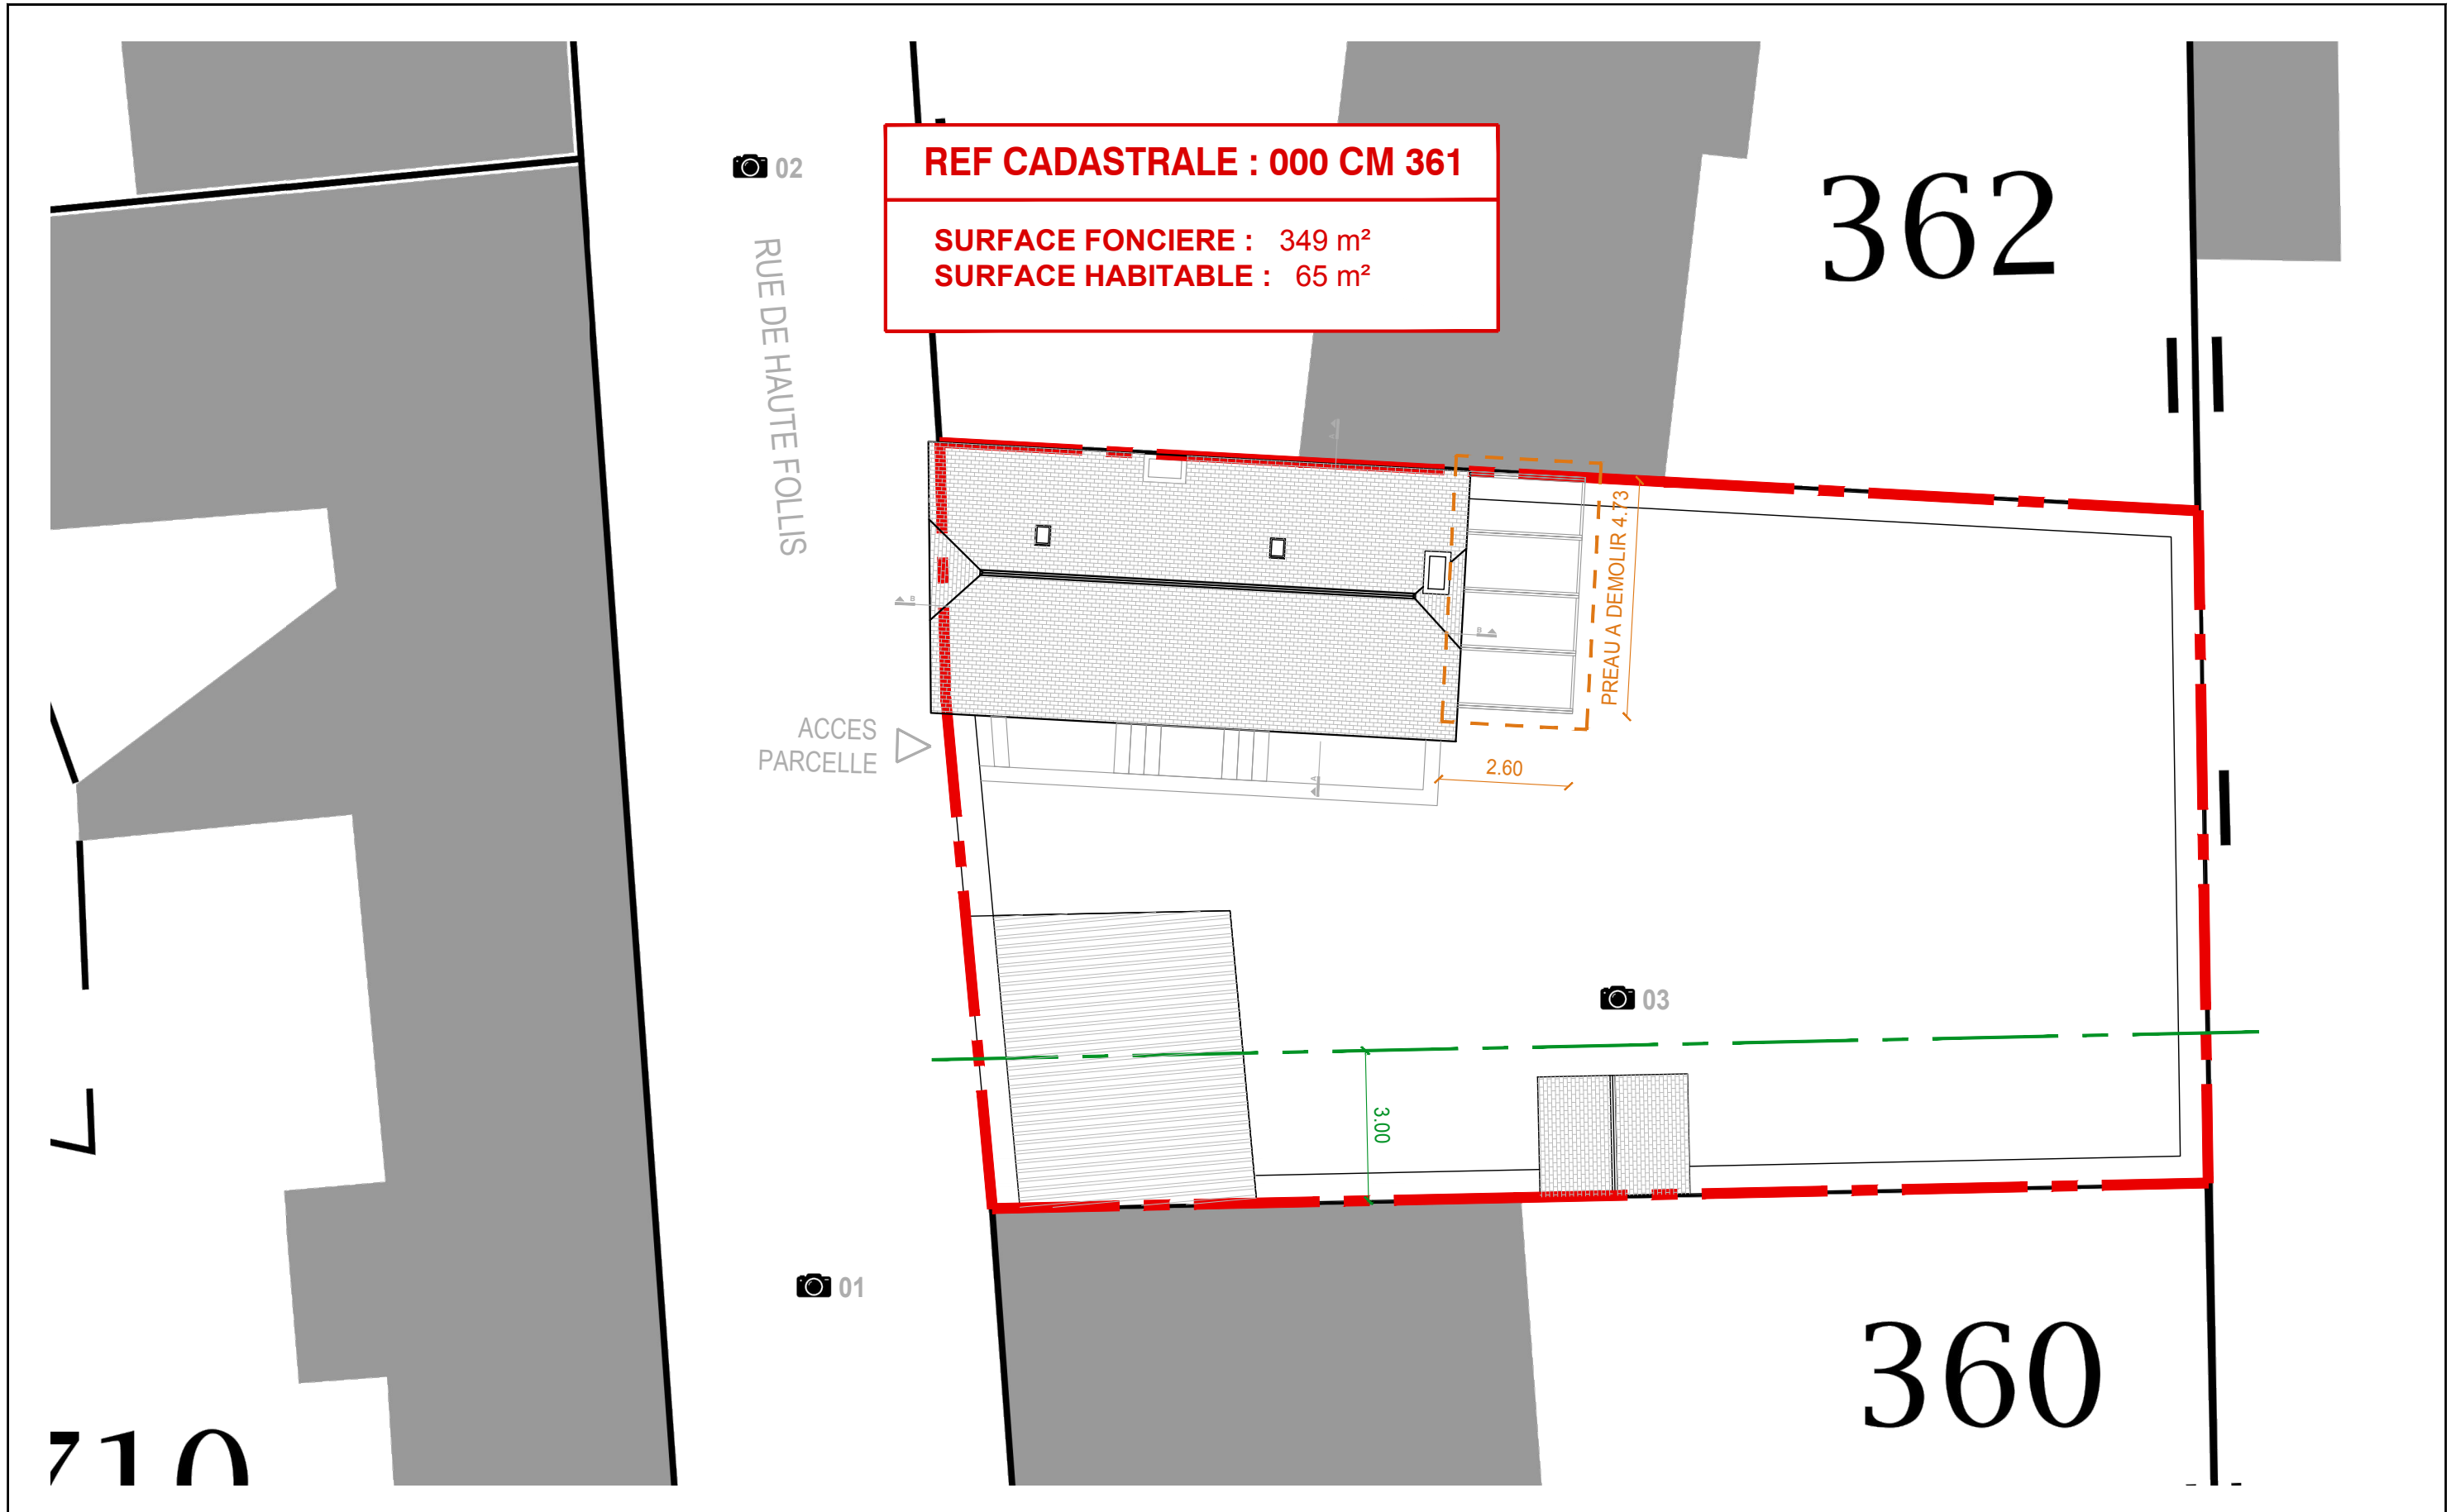 02
REF CADASTRALE : 000 CM 361
SURFACE FONCIERE : 349 m²
SURFACE HABITABLE : 65 m²
362
RUE DE HAUTE FOLLIS
B
B
PREAU A DEMOLIR 4.73
ACCES
PARCELLE
2.60
A
03
3.00
01
360
710